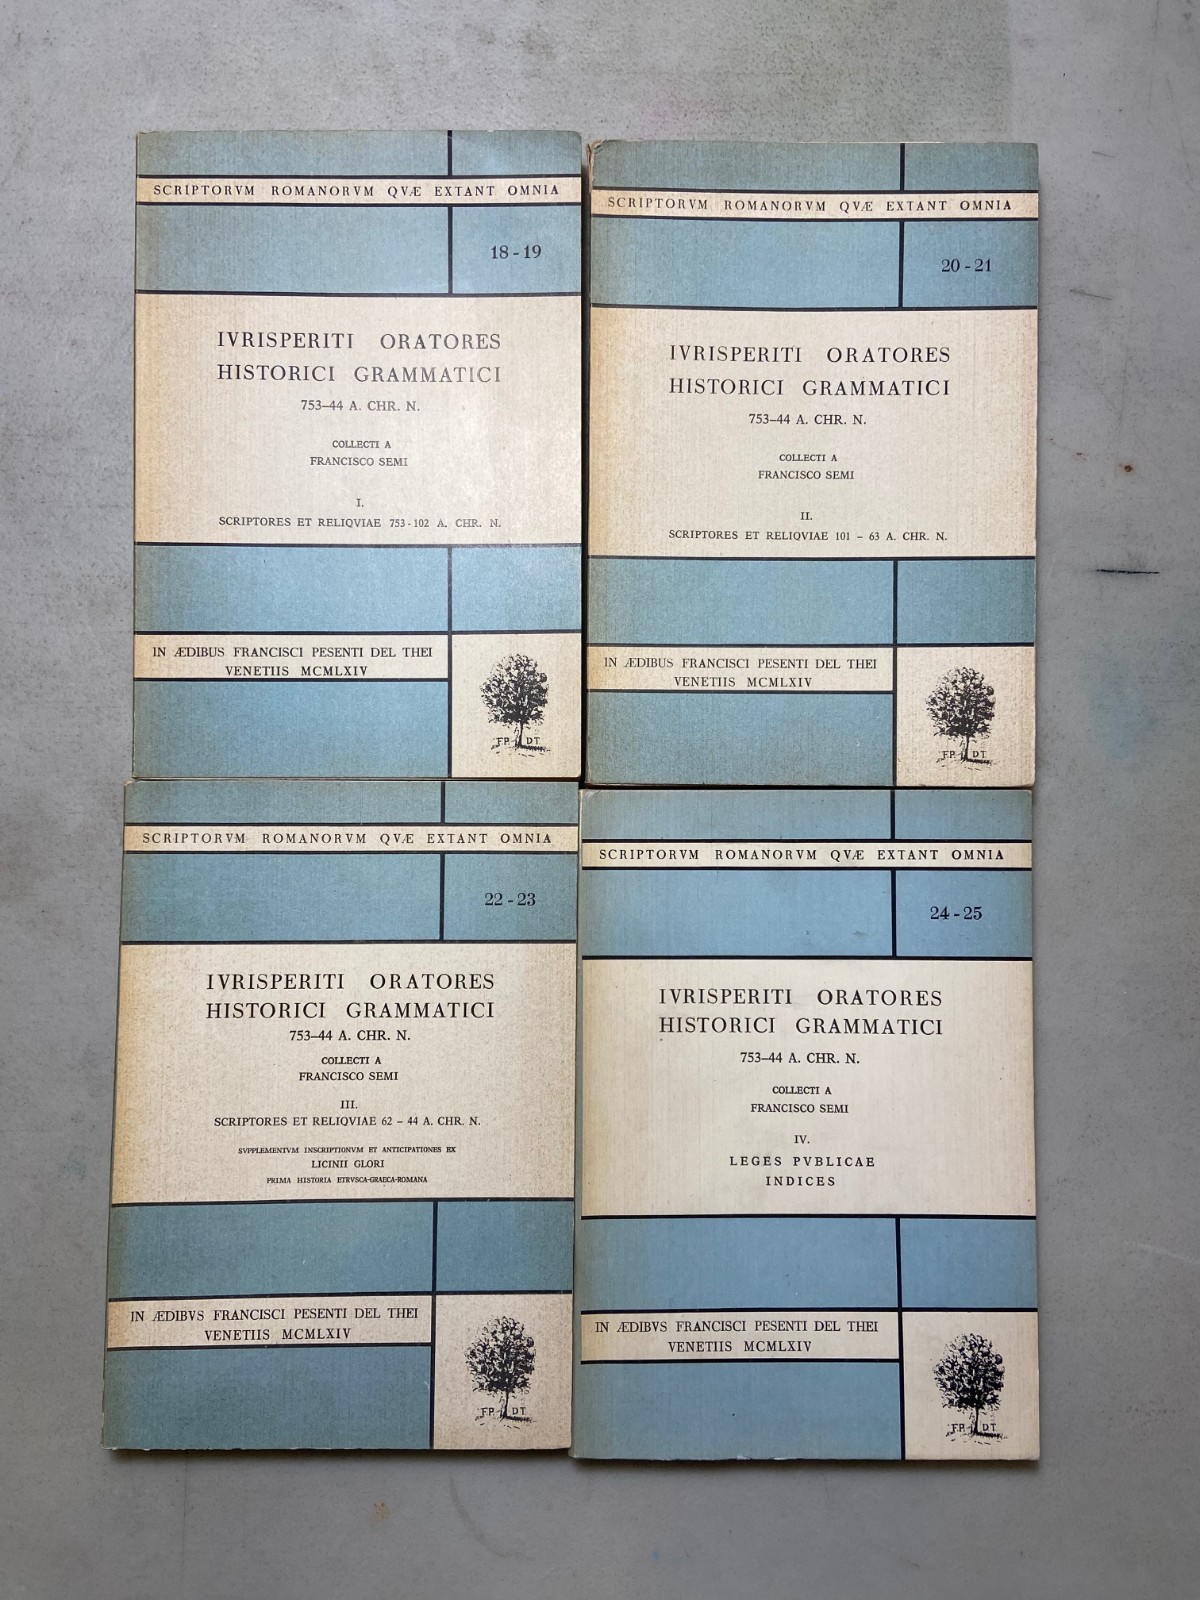 SCRIPTORVM ROMANORVM QVÆ EXTANT OMNIA
18 - 19
IVRISPERITI ORATORES
HISTORICI GRAMMATICI
753–44 A. CHR. N.
COLLECTI A
FRANCISCO SEMI
I.
SCRIPTORES ET RELIQVIAE 753 - 102 A. CHR. N.
IN ÆDIBUS FRANCISCI PESENTI DEL THEI
VENETIIS MCMLXIV
F.P. D.T.
SCRIPTORVM ROMANORVM QVÆ EXTANT OMNIA
20 - 21
IVRISPERITI ORATORES
HISTORICI GRAMMATICI
753–44 A. CHR. N.
COLLECTI A
FRANCISCO SEMI
II.
SCRIPTORES ET RELIQVIAE 101 – 63 A. CHR. N.
IN ÆDIBUS FRANCISCI PESENTI DEL THEI
VENETIIS MCMLXIV
F.P. D.T.
SCRIPTORVM ROMANORVM QVÆ EXTANT OMNIA
22 - 23
IVRISPERITI ORATORES
HISTORICI GRAMMATICI
753–44 A. CHR. N.
COLLECTI A
FRANCISCO SEMI
III.
SCRIPTORES ET RELIQVIAE 62 – 44 A. CHR. N.
SVPPLEMENTVM INSCRIPTIONVM ET ANTICIPATIONES EX
LICINII GLORI
PRIMA HISTORIA ETRVSCA-GRAECA-ROMANA
IN ÆDIBVS FRANCISCI PESENTI DEL THEI
VENETIIS MCMLXIV
F.P. D.T.
SCRIPTORVM ROMANORVM QVÆ EXTANT OMNIA
24 - 25
IVRISPERITI ORATORES
HISTORICI GRAMMATICI
753–44 A. CHR. N.
COLLECTI A
FRANCISCO SEMI
IV.
LEGES PVBLICAE
INDICES
IN ÆDIBVS FRANCISCI PESENTI DEL THEI
VENETIIS MCMLXIV
F.P. D.T.